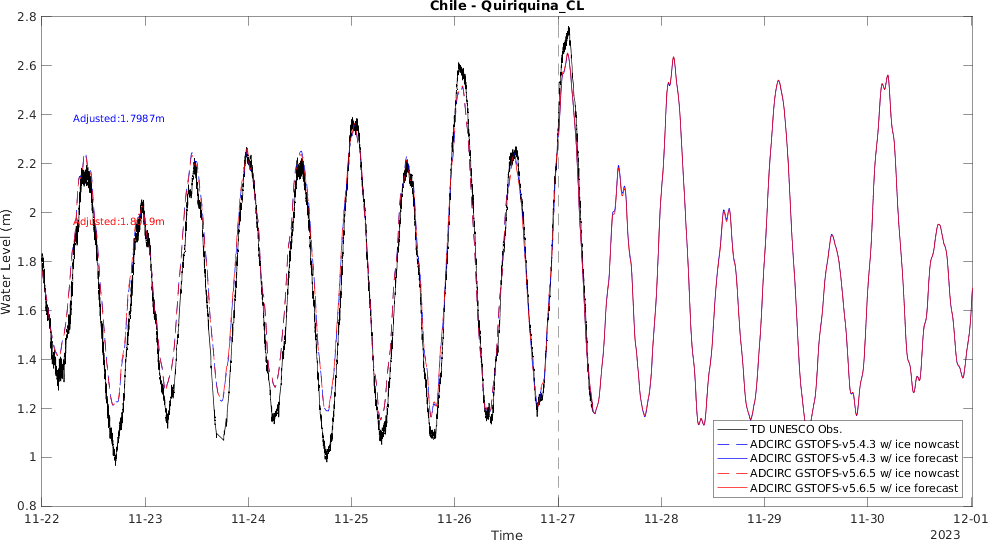 Chile - Quiriquina_CL
Water Level (m)
2.8
2.6
2.4
2.2
2
1.8
1.6
1.4
1.2
1
0.8
Adjusted:1.7987m
TD UNESCO Obs.
ADCIRC GSTOFS-v5.4.3 w/ ice nowcast
ADCIRC GSTOFS-v5.4.3 w/ ice forecast
ADCIRC GSTOFS-v5.6.5 w/ ice nowcast
ADCIRC GSTOFS-v5.6.5 w/ ice forecast
11-22 11-23 11-24 11-25 11-26 11-27 11-28 11-29 11-30 12-01
Time
2023